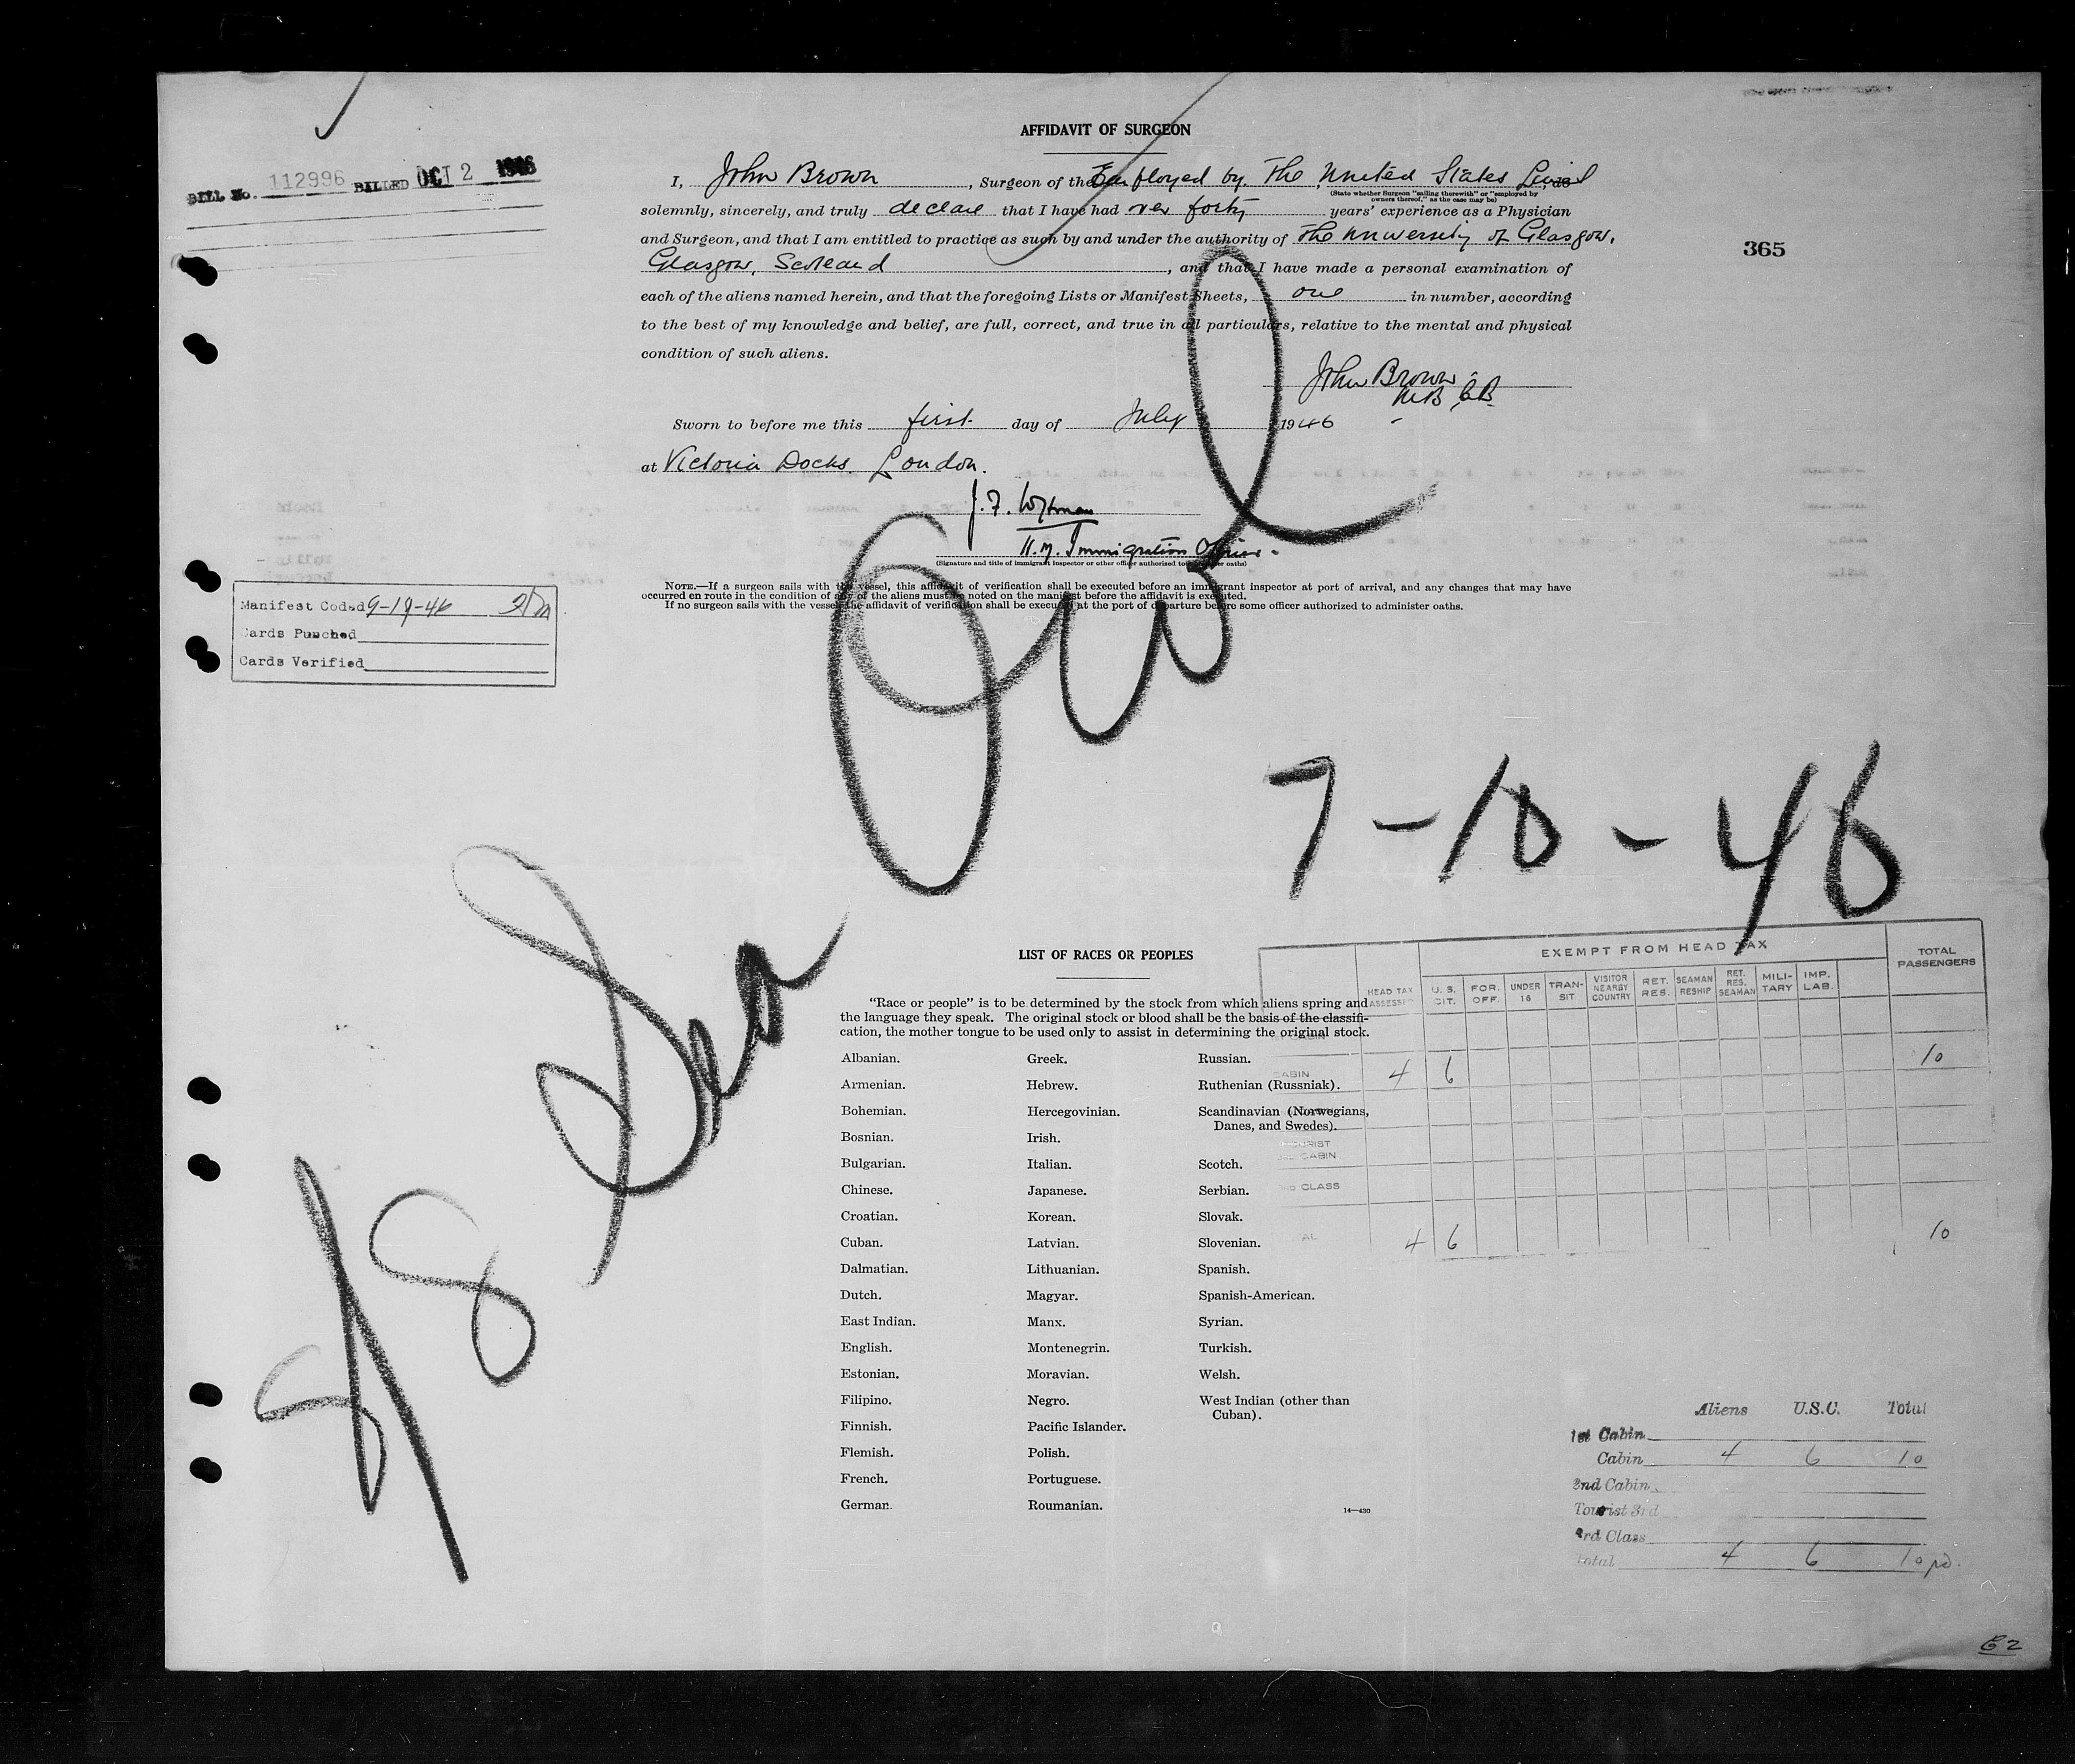 AFFIDAVIT OF SURGEON
BILL No. 112996 BILLED OCT 2 1946
I, John Brown, Surgeon of the Employed by The United States Lines
(State whether Surgeon "sailing therewith" or "employed by owners thereof," as the case may be)
solemnly, sincerely, and truly declare that I have had over forty years' experience as a Physician
and Surgeon, and that I am entitled to practice as such by and under the authority of The University of Glasgow,
Glasgow, Scotland, and that I have made a personal examination of
each of the aliens named herein, and that the foregoing Lists or Manifest Sheets, one in number, according
to the best of my knowledge and belief, are full, correct, and true in all particulars, relative to the mental and physical
condition of such aliens.
365
John Brown
M.B. C.B.
Sworn to before me this first day of July 1946
at Victoria Docks. London.
J. F.
H.M. Immigration Officer
(Signature and title of immigrant inspector or other officer authorized to administer oaths)
NOTE.—If a surgeon sails with the vessel, this affidavit of verification shall be executed before an immigrant inspector at port of arrival, and any changes that may have
occurred en route in the condition of any of the aliens must be noted on the manifest before the affidavit is executed.
If no surgeon sails with the vessel the affidavit of verification shall be executed at the port of departure before some officer authorized to administer oaths.
Manifest Coded 9-19-46
Cards Punched
Cards Verified
S/S Sea Owl
7-10-46
LIST OF RACES OR PEOPLES
"Race or people" is to be determined by the stock from which aliens spring and
the language they speak. The original stock or blood shall be the basis of the classifi-
cation, the mother tongue to be used only to assist in determining the original stock.
Albanian. Greek. Russian.
Armenian. Hebrew. Ruthenian (Russniak).
Bohemian. Hercegovinian. Scandinavian (Norwegians,
Danes, and Swedes).
Bosnian. Irish.
Bulgarian. Italian. Scotch.
Chinese. Japanese. Serbian.
Croatian. Korean. Slovak.
Cuban. Latvian. Slovenian.
Dalmatian. Lithuanian. Spanish.
Dutch. Magyar. Spanish-American.
East Indian. Manx. Syrian.
English. Montenegrin. Turkish.
Estonian. Moravian. Welsh.
Filipino. Negro. West Indian (other than
Cuban).
Finnish. Pacific Islander.
Flemish. Polish.
French. Portuguese.
German. Roumanian.
14—430
EXEMPT FROM HEAD TAX
HEAD TAX ASSESSED U. S. CIT. FOR. OFF. UNDER 16 TRAN- SIT VISITOR NEARBY COUNTRY RET. RES. SEAMAN RESHIP RET. RES. SEAMAN MILI- TARY IMP. LAB. TOTAL PASSENGERS
CABIN
CABIN 4 6 10
TOURIST
CABIN
CLASS
4 6 10
Aliens U.S.C. Total
1st Cabin
Cabin 4 6 10
2nd Cabin
Tourist 3rd
3rd Class
Total 4 6 10 pd.